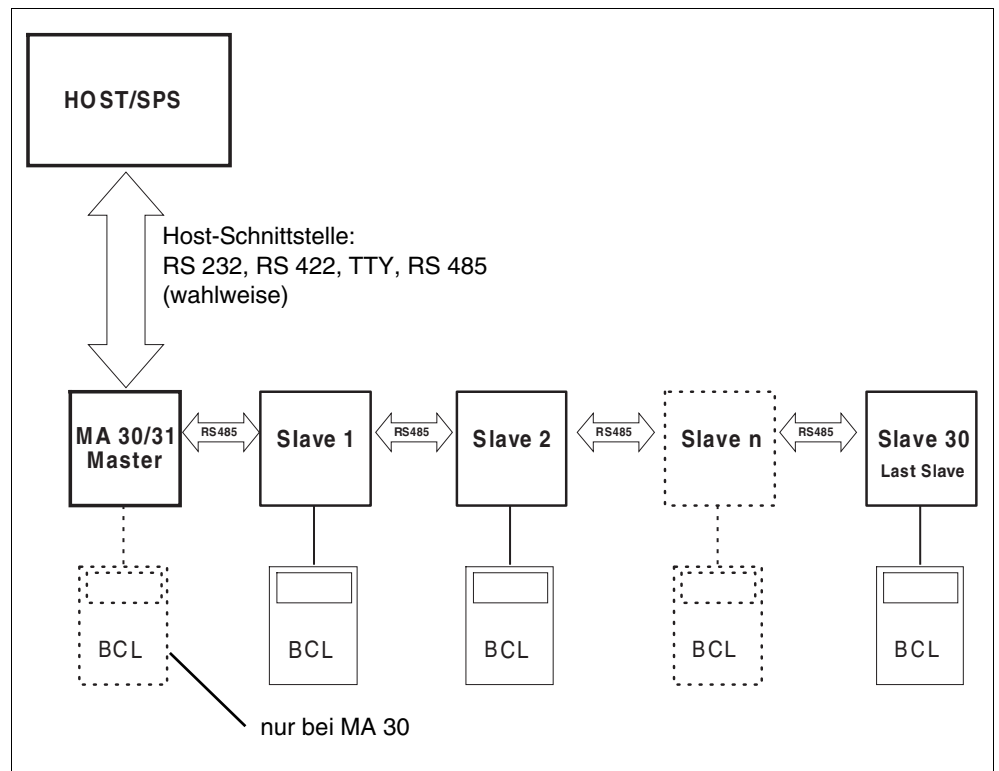 HOST/SPS
Host-Schnittstelle:
RS 232, RS 422, TTY, RS 485
(wahlweise)
MA 30/31
Master
RS485
Slave 1
RS485
Slave 2
RS485
Slave n
RS485
Slave 30
Last Slave
BCL
BCL
BCL
BCL
BCL
nur bei MA 30